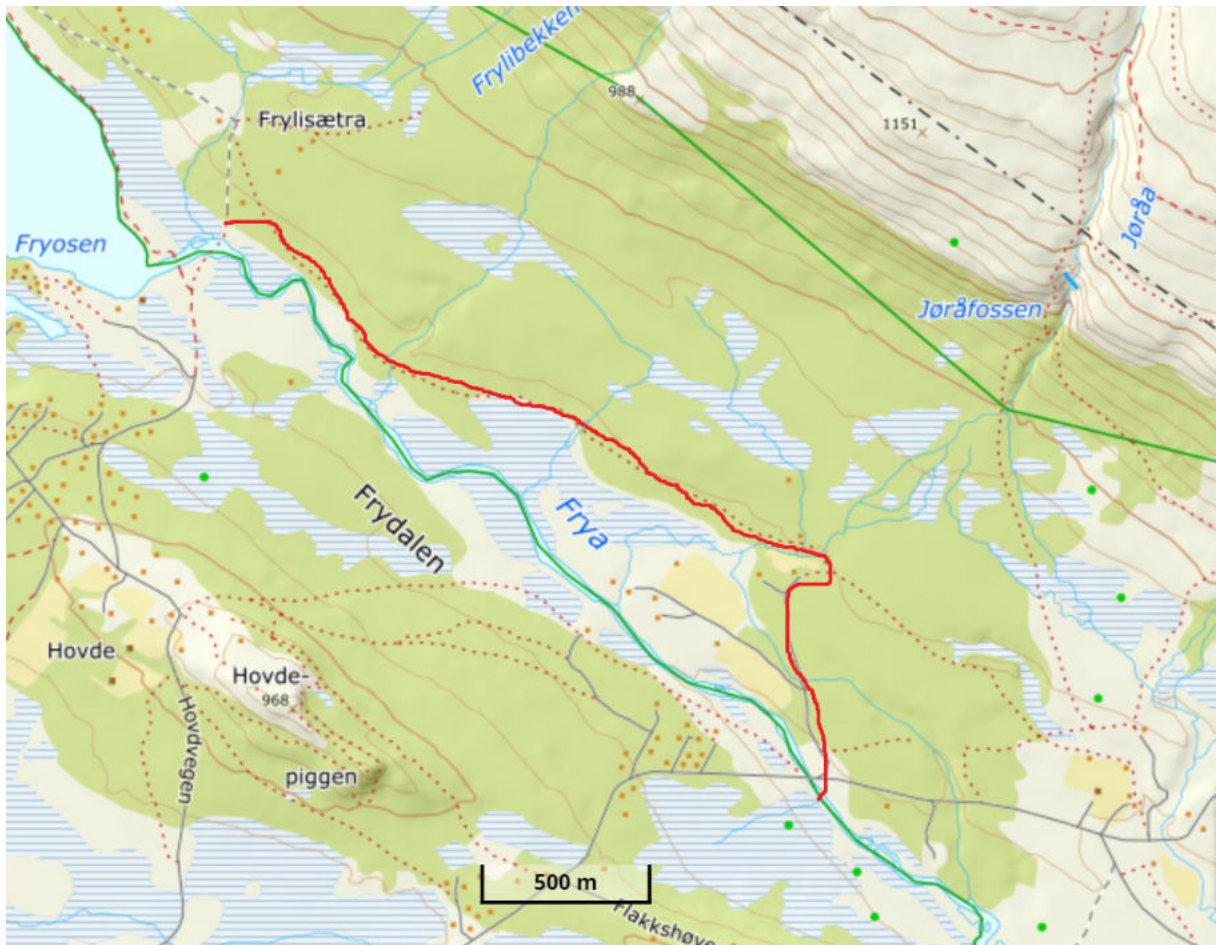 Frylibekken
988
1151
Frylisætra
Jøråa
Fryosen
Jøråfossen
Frya
Frydalen
Hovde
Hovde-
968
piggen
Hovdvegen
500 m
Flakkshøve